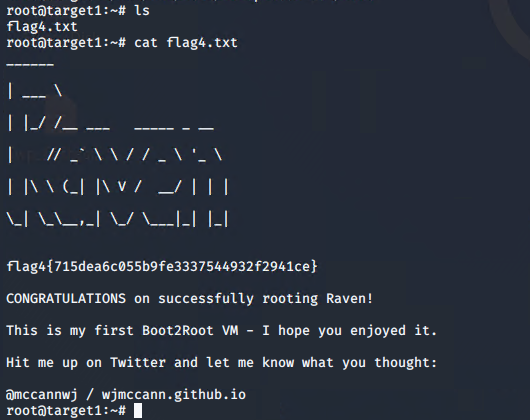 root@target1:~# ls
flag4.txt
root@target1:~# cat flag4.txt
______
| ___ \
| |_/ /__ ___   _____ _ __
|    // _` \ \ / / _ \ '_ \
| |\ \ (_| |\ V /  __/ | | |
\_| \_\__,_| \_/ \___|_| |_|
flag4{715dea6c055b9fe3337544932f2941ce}
CONGRATULATIONS on successfully rooting Raven!
This is my first Boot2Root VM - I hope you enjoyed it.
Hit me up on Twitter and let me know what you thought:
@mccannwj / wjmccann.github.io
root@target1:~#